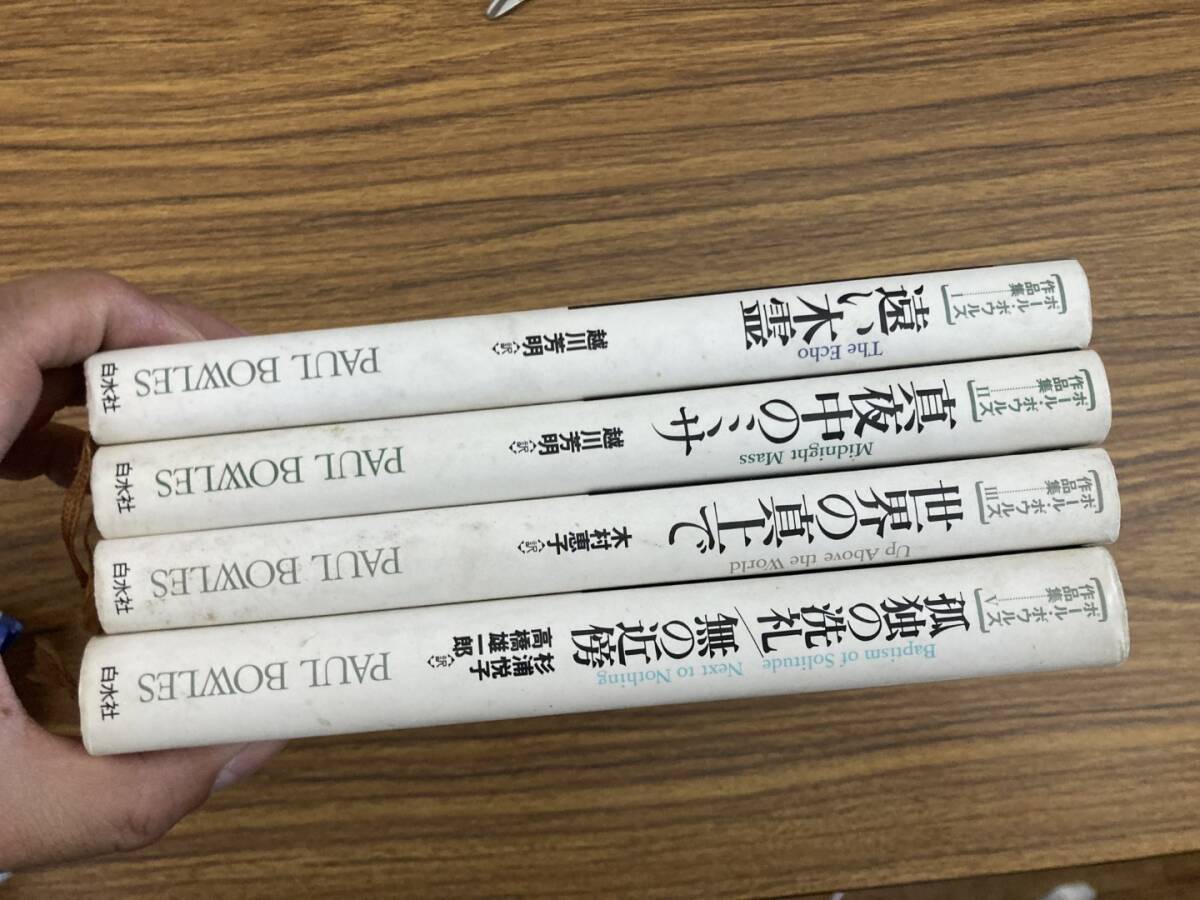 ポール・ボウルズ
作品集 I
遠い木霊
The Echo
越川芳明〈訳〉
PAUL BOWLES
白水社
ポール・ボウルズ
作品集 II
真夜中のミサ
Midnight Mass
越川芳明〈訳〉
PAUL BOWLES
白水社
ポール・ボウルズ
作品集 III
世界の真上で
Up Above the World
木村恵子〈訳〉
PAUL BOWLES
白水社
ポール・ボウルズ
作品集 V
孤独の洗礼/無の近傍
Baptism of Solitude Next to Nothing
杉浦悦子
高橋雄一郎〈訳〉
PAUL BOWLES
白水社